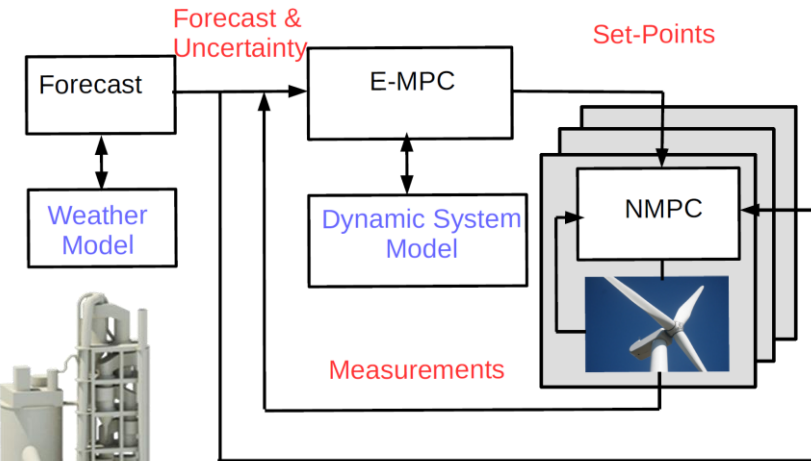 Forecast &
Uncertainty
Set-Points
Forecast
E-MPC
Weather
Model
Dynamic System
Model
NMPC
Measurements